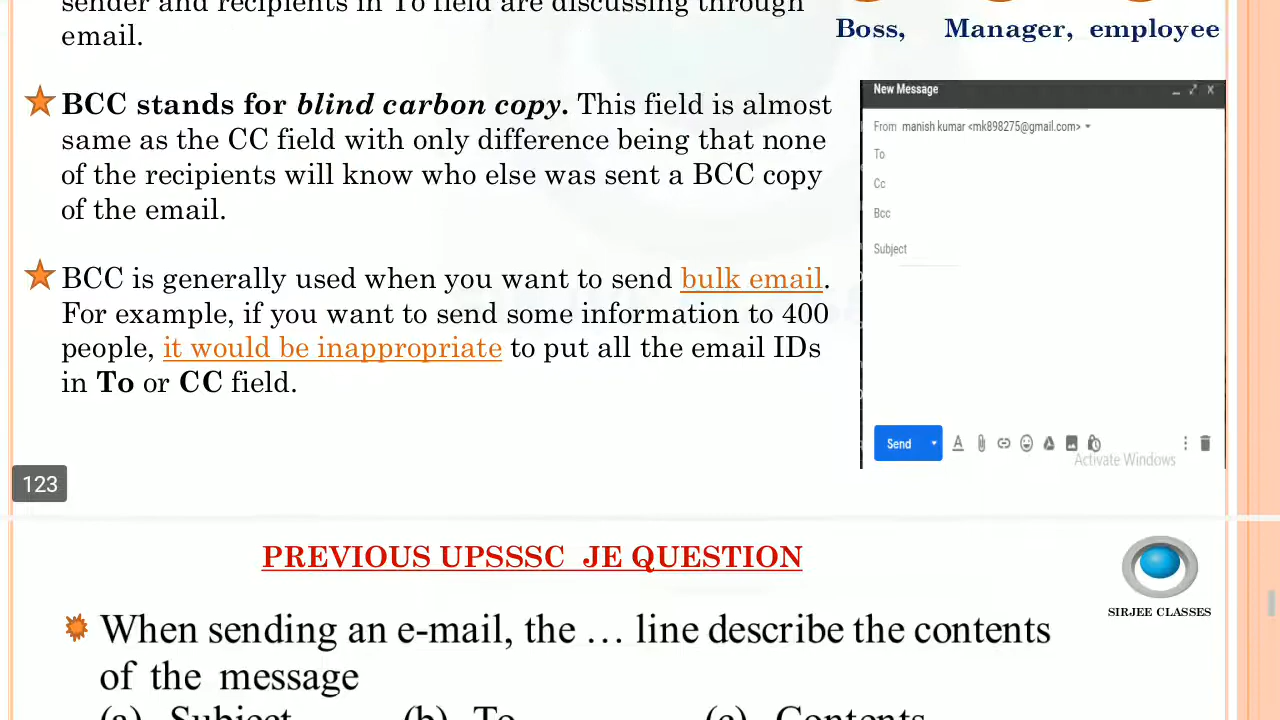 sender and recipients in To field are discussing through
email.
Boss, Manager, employee
BCC stands for blind carbon copy. This field is almost
same as the CC field with only difference being that none
of the recipients will know who else was sent a BCC copy
of the email.
BCC is generally used when you want to send bulk email.
For example, if you want to send some information to 400
people, it would be inappropriate to put all the email IDs
in To or CC field.
New Message
From manish kumar <mk898275@gmail.com>
To
Cc
Bcc
Subject
Send
Activate Windows
123
PREVIOUS UPSSSC JE QUESTION
SIRJEE CLASSES
When sending an e-mail, the … line describe the contents
of the message
(a) Subject (b) To (c) Contents